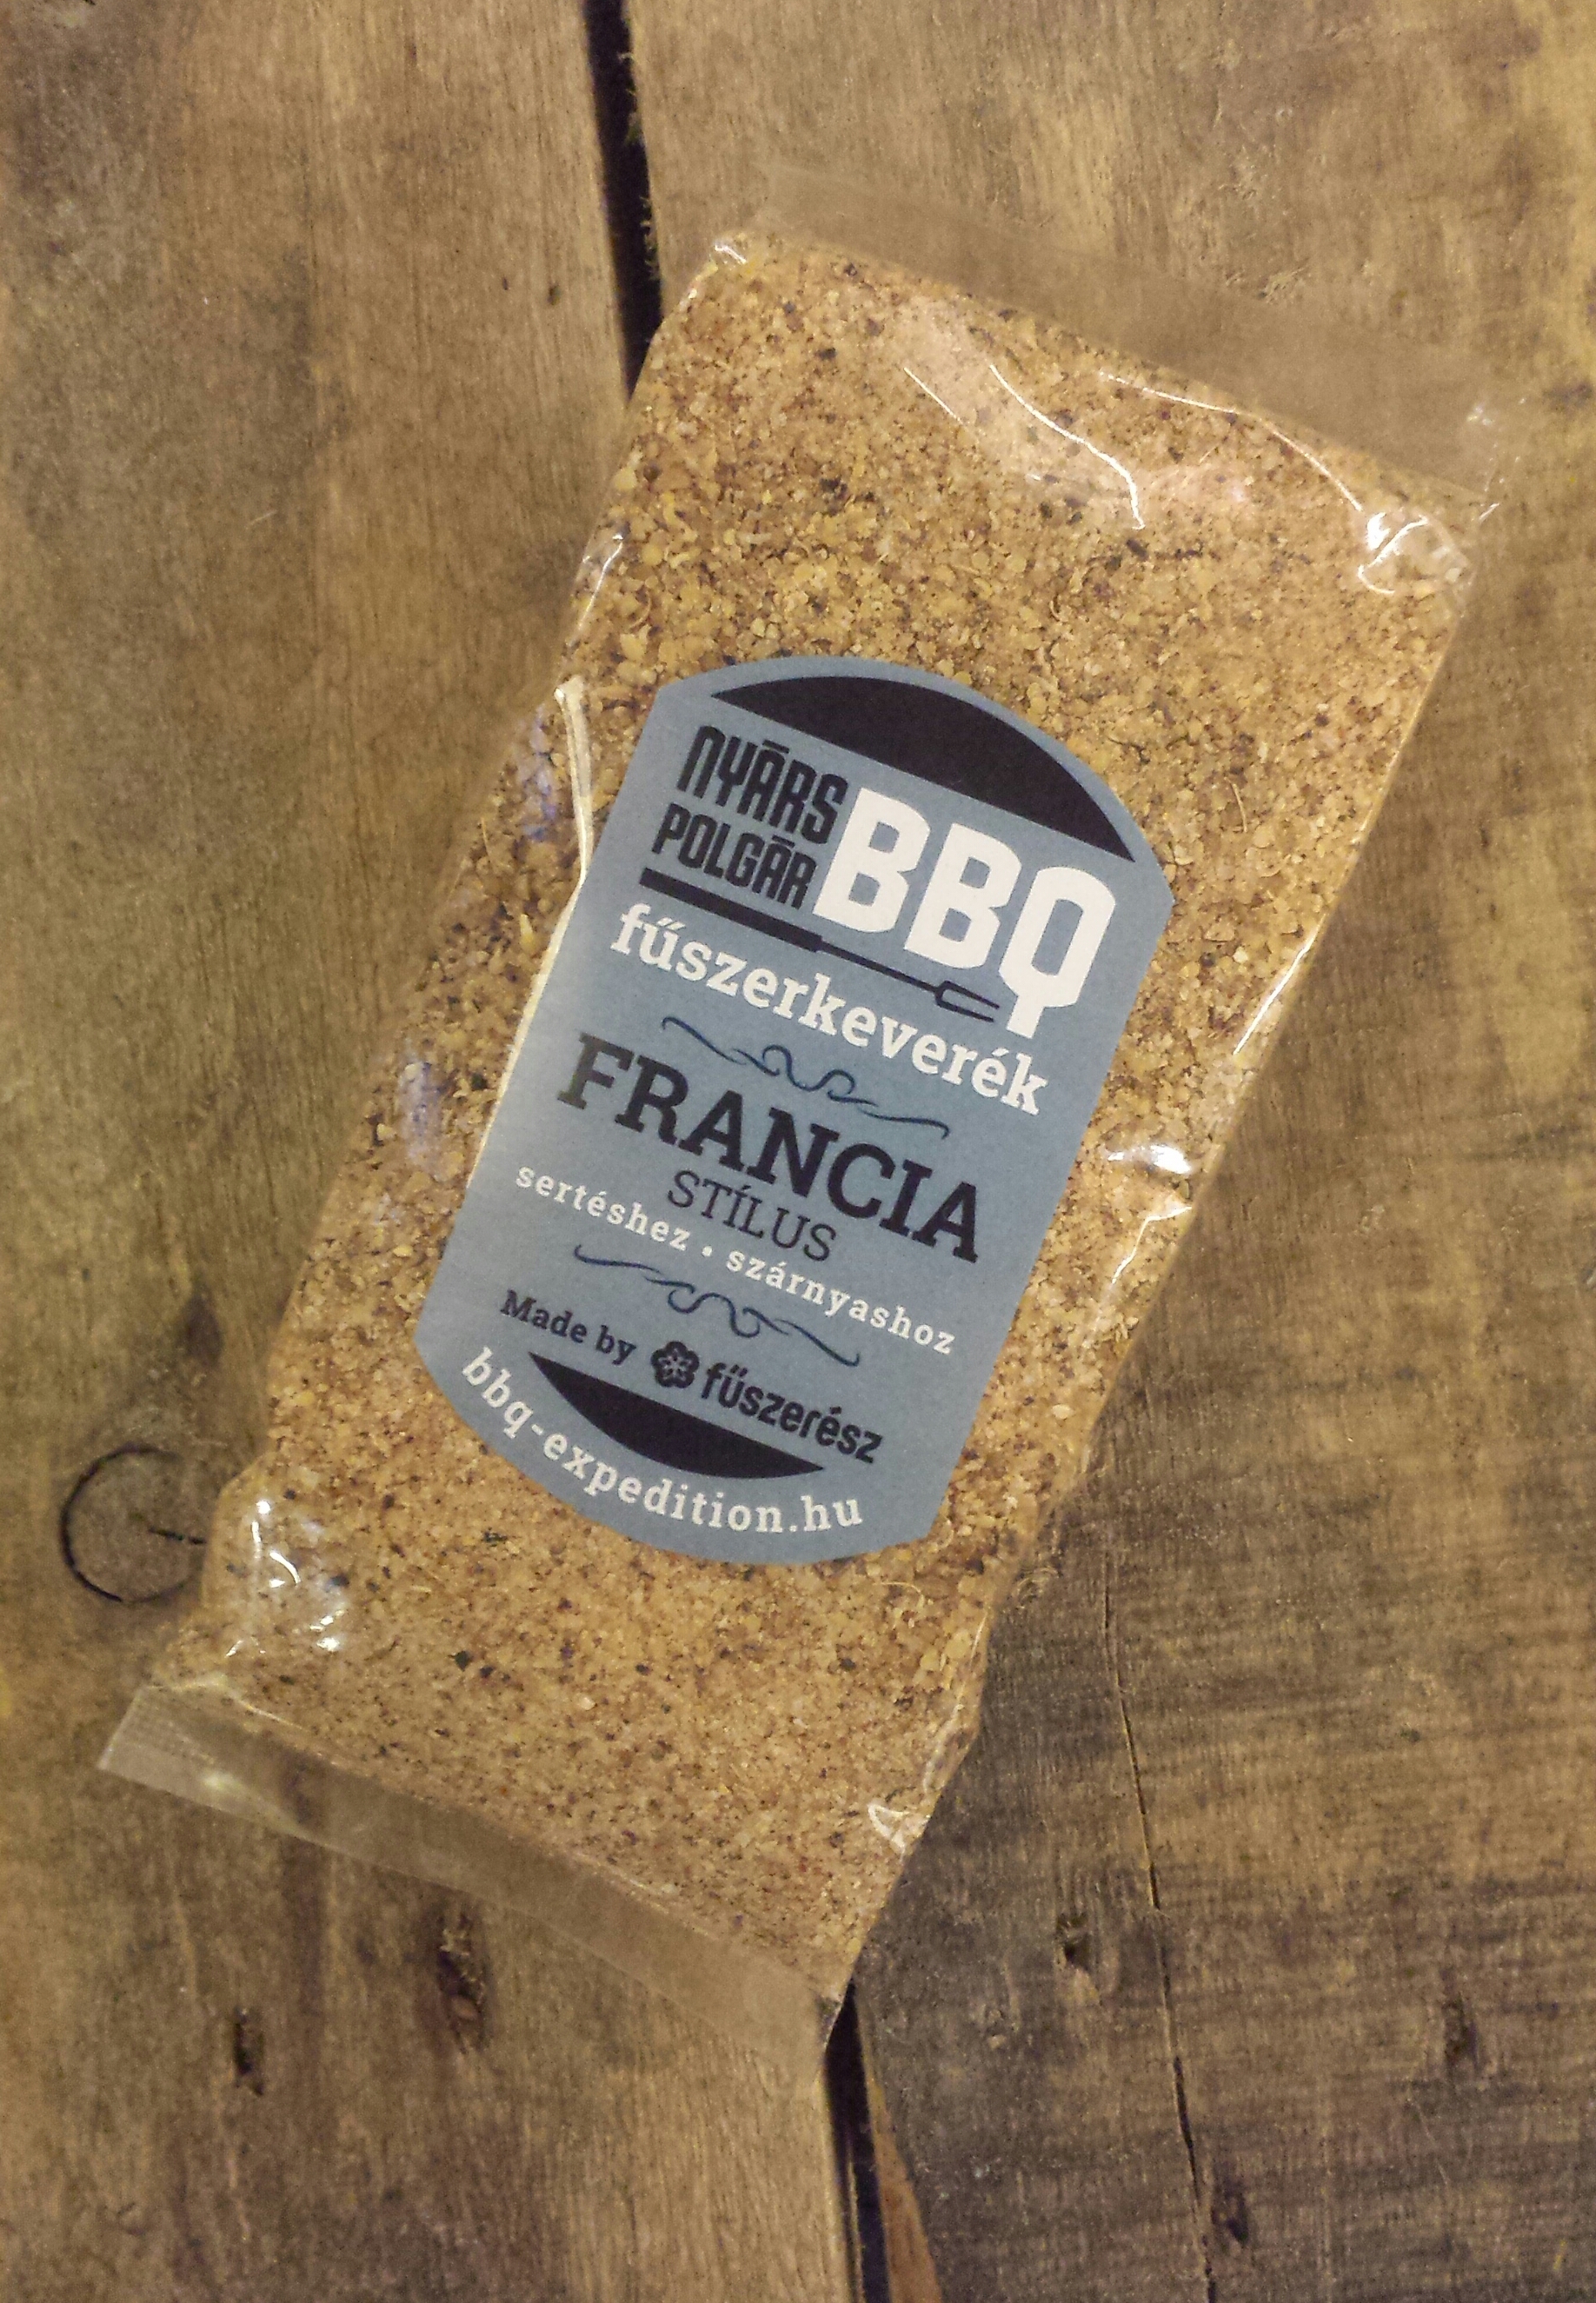 NYÁRS
POLGÁR
BBQ
fűszerkeverék
FRANCIA
STÍLUS
sertéshez • szárnyashoz
Made by fűszerész
bbq-expedition.hu